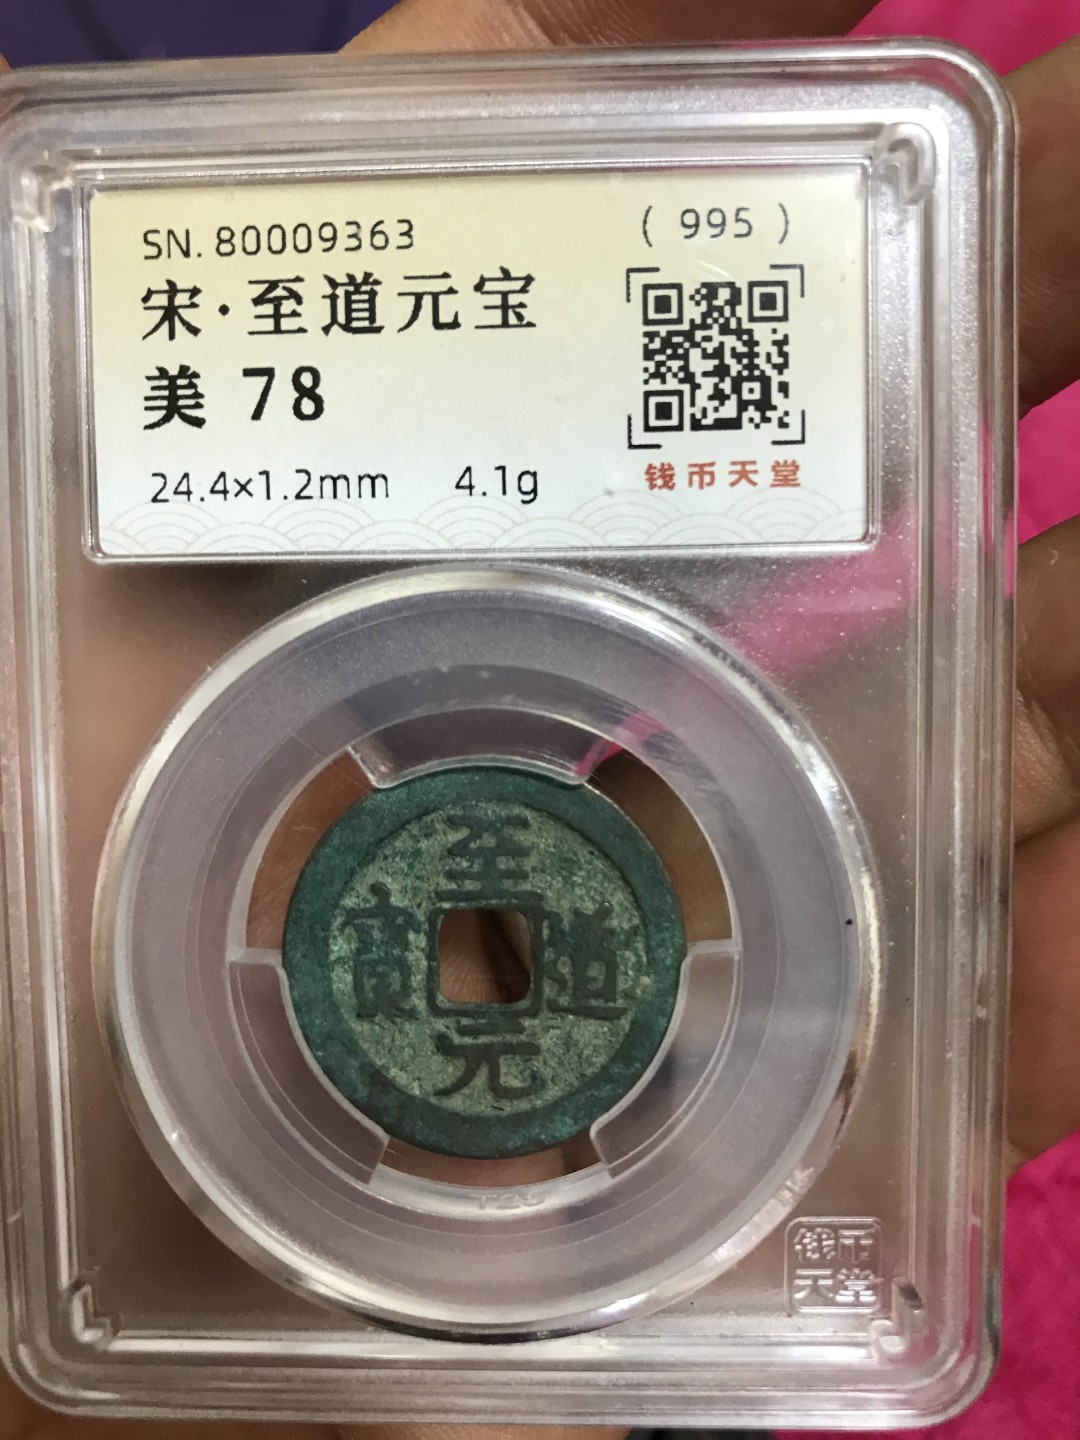 SN. 80009363
( 995 )
宋·至道元宝
美 78
24.4×1.2mm 4.1g
钱币天堂
至
道
元
寶
钱币
天堂